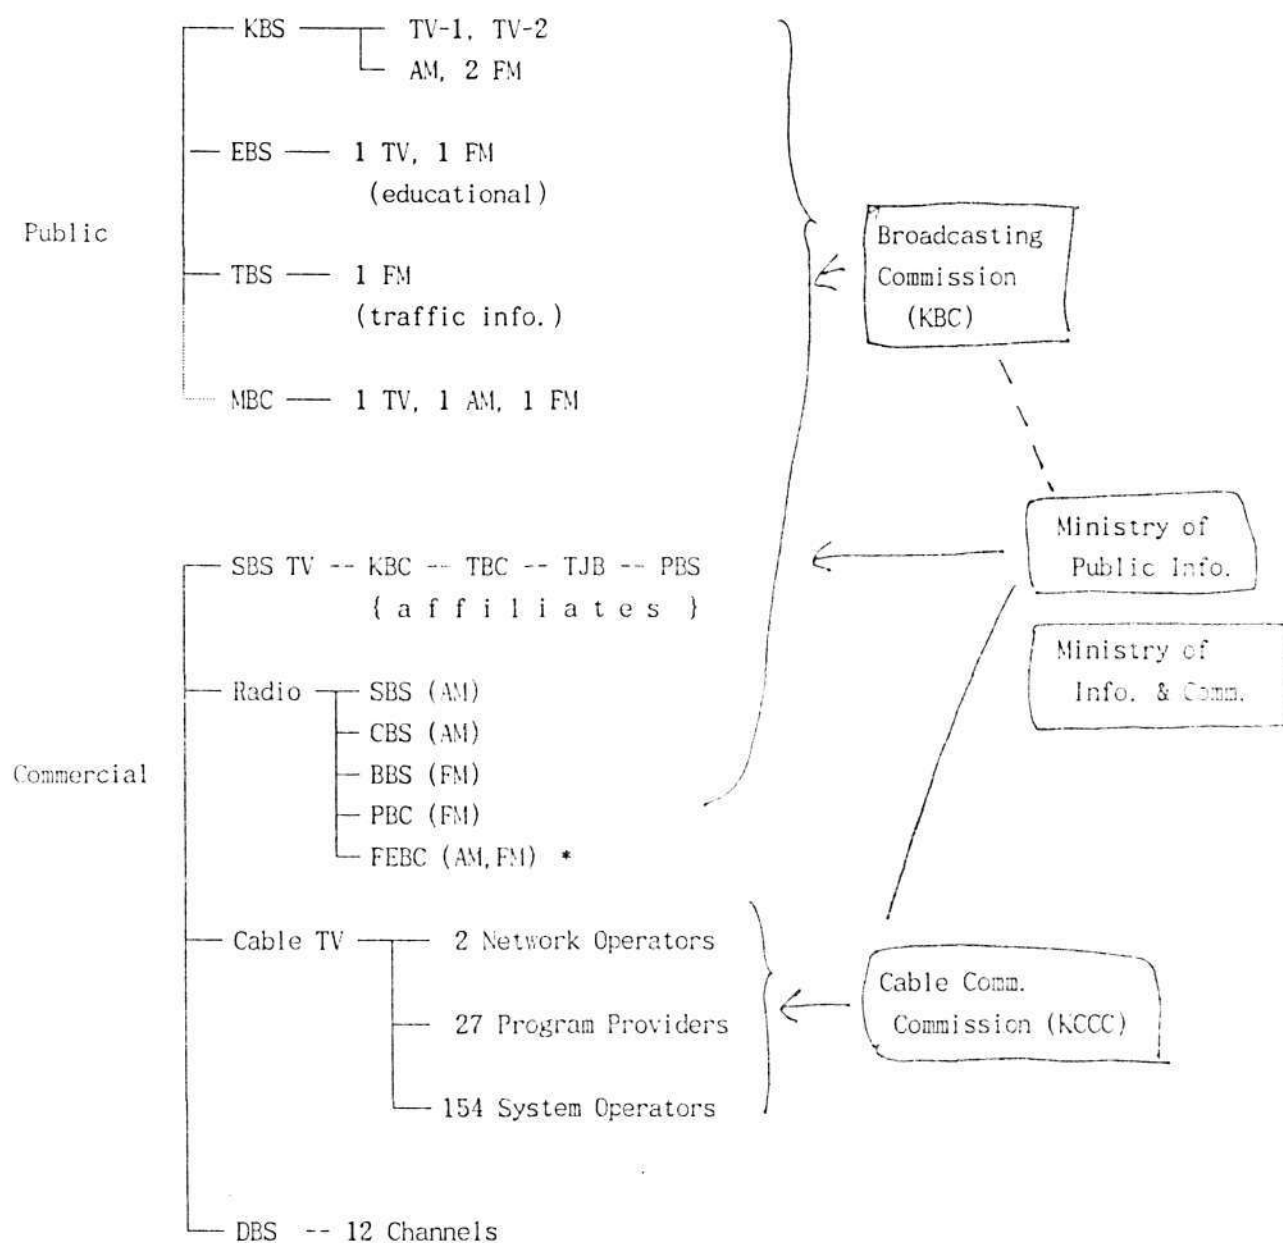 KBS TV-1, TV-2
AM, 2 FM
EBS 1 TV, 1 FM
(educational)
Public
TBS 1 FM
(traffic info.)
MBC 1 TV, 1 AM, 1 FM
Broadcasting
Commission
(KBC)
Ministry of
Public Info.
Ministry of
Info. & Comm.
SBS TV -- KBC -- TBC -- TJB -- PBS
{ a f f i l i a t e s }
Radio SBS (AM)
CBS (AM)
Commercial
BBS (FM)
PBC (FM)
FEBC (AM,FM) *
Cable TV 2 Network Operators
27 Program Providers
154 System Operators
Cable Comm.
Commission (KCCC)
DBS -- 12 Channels